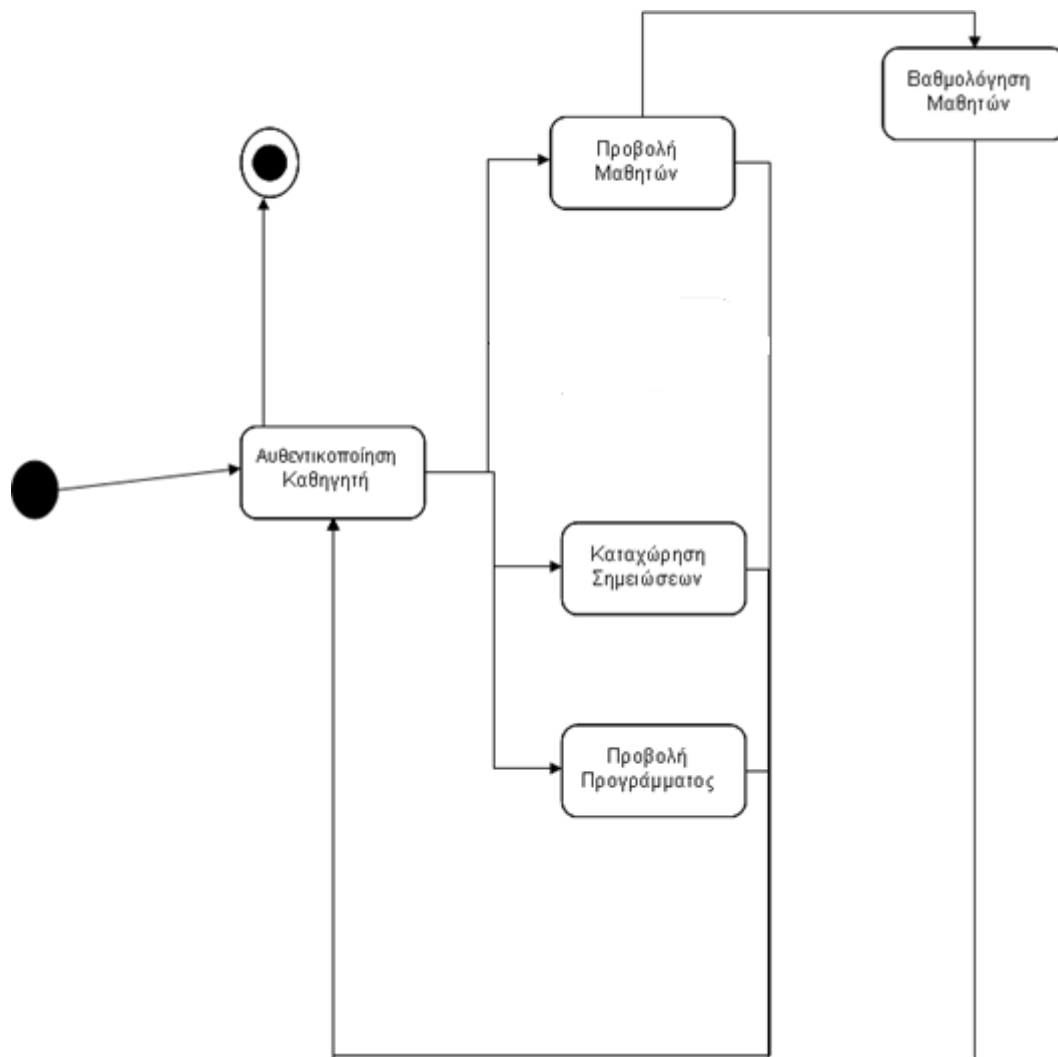 Βαθμολόγηση
Μαθητών
Προβολή
Μαθητών
Αυθεντικοποίηση
Καθηγητή
Καταχώρηση
Σημειώσεων
Προβολή
Προγράμματος